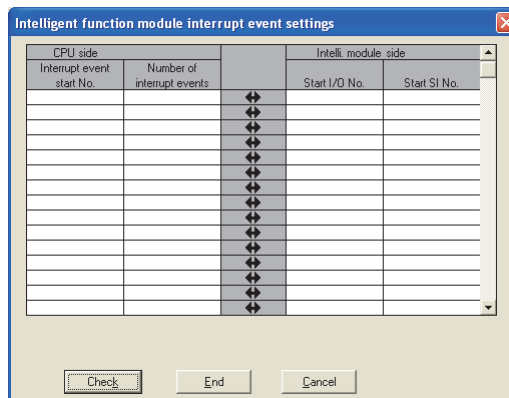 Intelligent function module interrupt event settings
CPU side
Intelli. module side
Interrupt event
start No.
Number of
interrupt events
Start I/O No.
Start SI No.
Check
End
Cancel